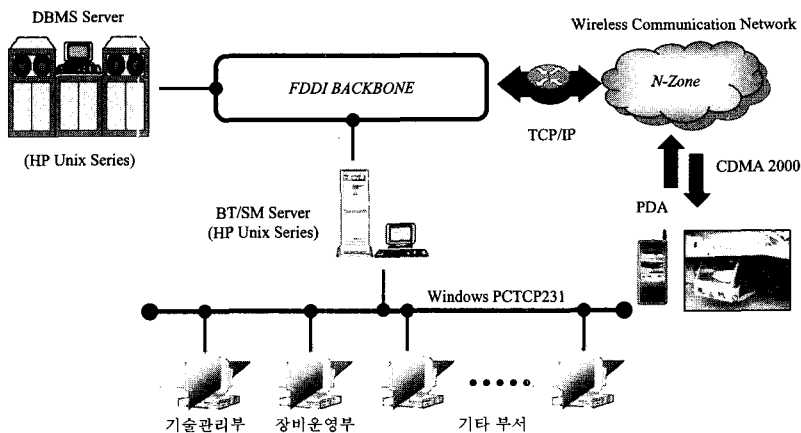 DBMS Server
Wireless Communication Network
FDDI BACKBONE
N-Zone
TCP/IP
(HP Unix Series)
CDMA 2000
BT/SM Server
(HP Unix Series)
PDA
Windows PCTCP231
기술관리부
장비운영부
기타 부서